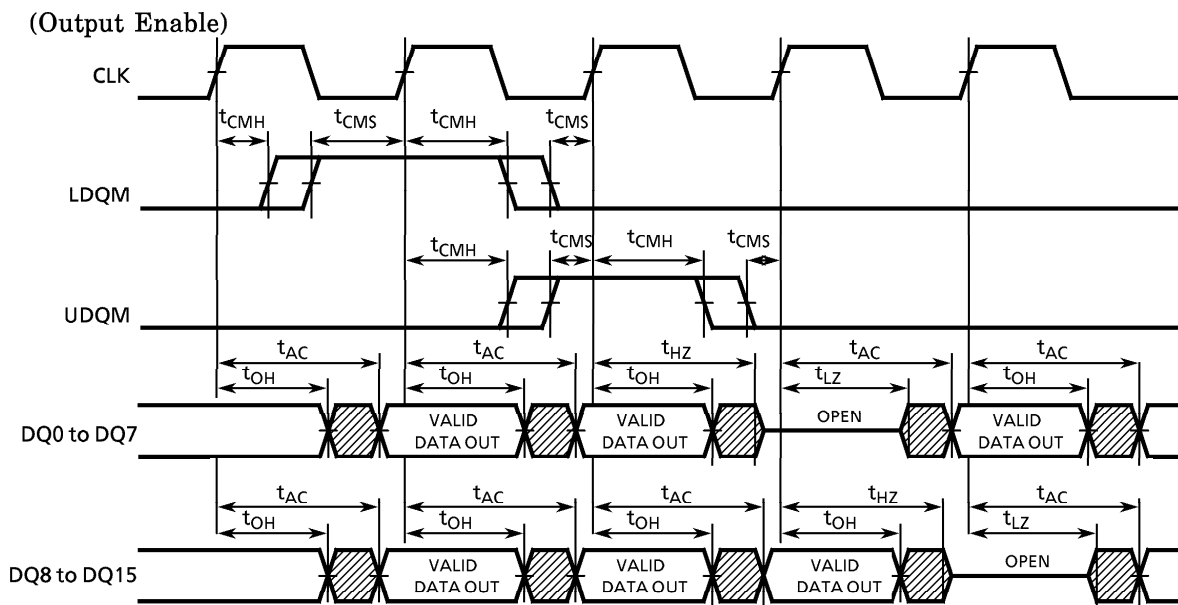 (Output Enable)
CLK
tCMH tCMS tCMH tCMS
LDQM
tCMH tCMS tCMH tCMS
UDQM
tAC tAC tHZ tAC tAC
tOH tOH tOH tLZ tOH
DQ0 to DQ7
VALID DATA OUT
VALID DATA OUT
OPEN
VALID DATA OUT
tAC tAC tAC tHZ tAC
tOH tOH tOH tOH tLZ
DQ8 to DQ15
VALID DATA OUT
VALID DATA OUT
VALID DATA OUT
OPEN